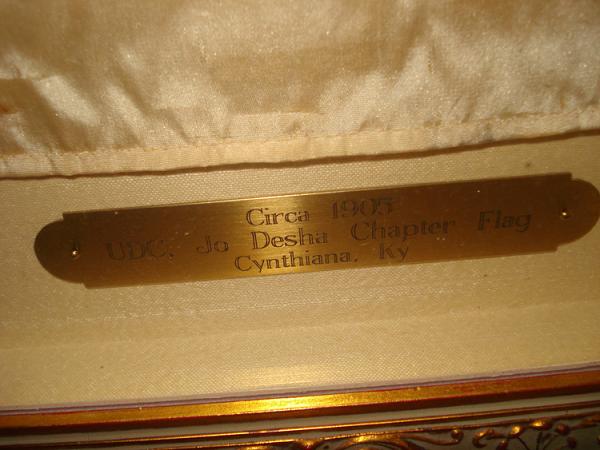 Circa 1905
UDC, Jo Desha Chapter Flag
Cynthiana, Ky